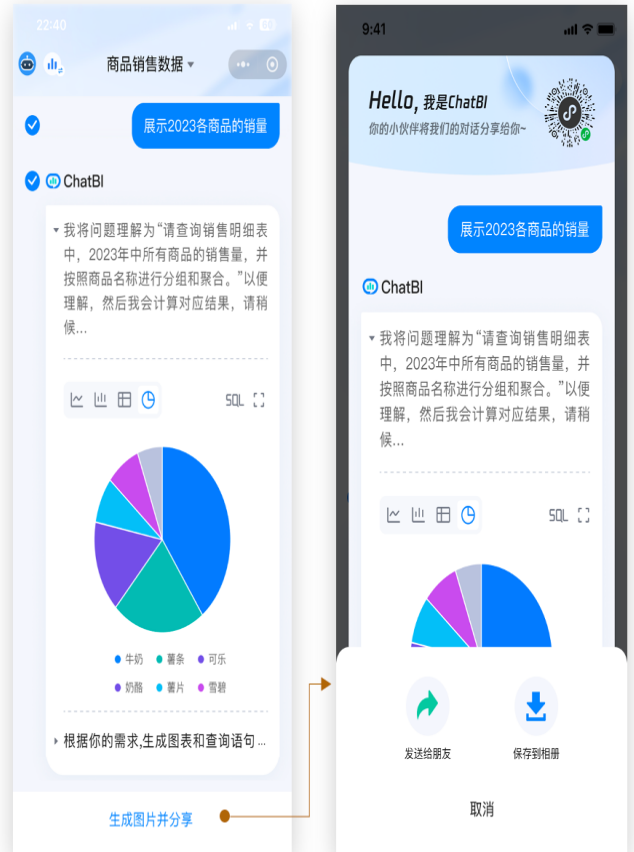 22:40
商品销售数据
展示2023各商品的销量
ChatBI
我将问题理解为“请查询销售明细表
中，2023年中所有商品的销售量，并
按照商品名称进行分组和聚合。”以便
理解，然后我会计算对应结果，请稍
候...
SQL
牛奶 薯条 可乐
奶酪 薯片 雪碧
根据你的需求,生成图表和查询语句 ...
生成图片并分享
9:41
Hello, 我是ChatBI
你的小伙伴将我们的对话分享给你~
展示2023各商品的销量
ChatBI
我将问题理解为“请查询销售明细表
中，2023年中所有商品的销售量，并
按照商品名称进行分组和聚合。”以便
理解，然后我会计算对应结果，请稍
候...
SQL
发送给朋友 保存到相册
取消